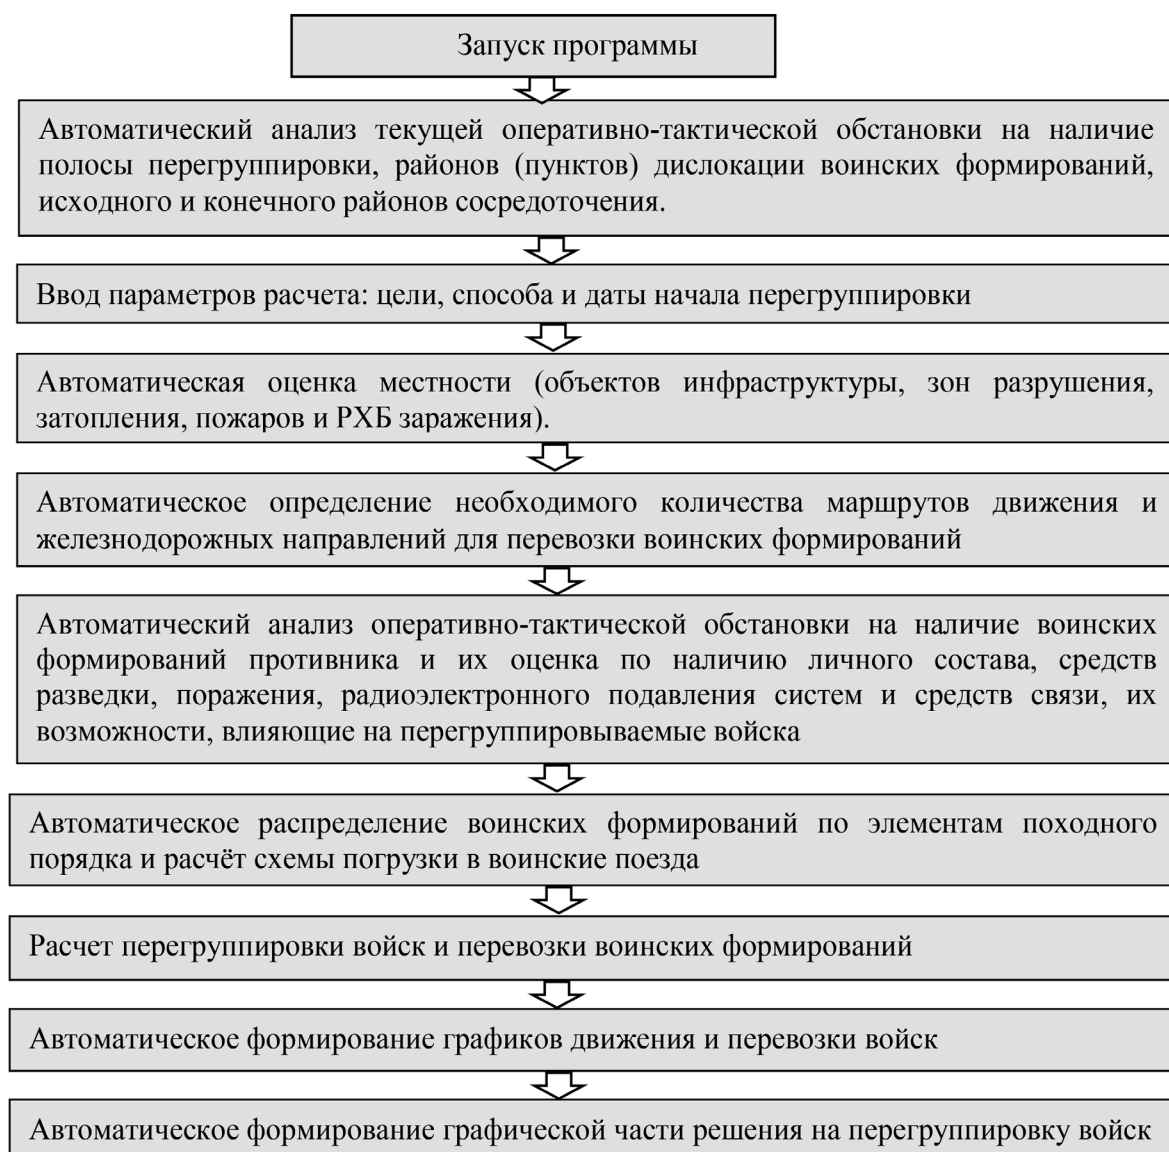 Запуск программы
Автоматический анализ текущей оперативно-тактической обстановки на наличие
полосы перегруппировки, районов (пунктов) дислокации воинских формирований,
исходного и конечного районов сосредоточения.
Ввод параметров расчета: цели, способа и даты начала перегруппировки
Автоматическая оценка местности (объектов инфраструктуры, зон разрушения,
затопления, пожаров и РХБ заражения).
Автоматическое определение необходимого количества маршрутов движения и
железнодорожных направлений для перевозки воинских формирований
Автоматический анализ оперативно-тактической обстановки на наличие воинских
формирований противника и их оценка по наличию личного состава, средств
разведки, поражения, радиоэлектронного подавления систем и средств связи, их
возможности, влияющие на перегруппировываемые войска
Автоматическое распределение воинских формирований по элементам походного
порядка и расчёт схемы погрузки в воинские поезда
Расчет перегруппировки войск и перевозки воинских формирований
Автоматическое формирование графиков движения и перевозки войск
Автоматическое формирование графической части решения на перегруппировку войск